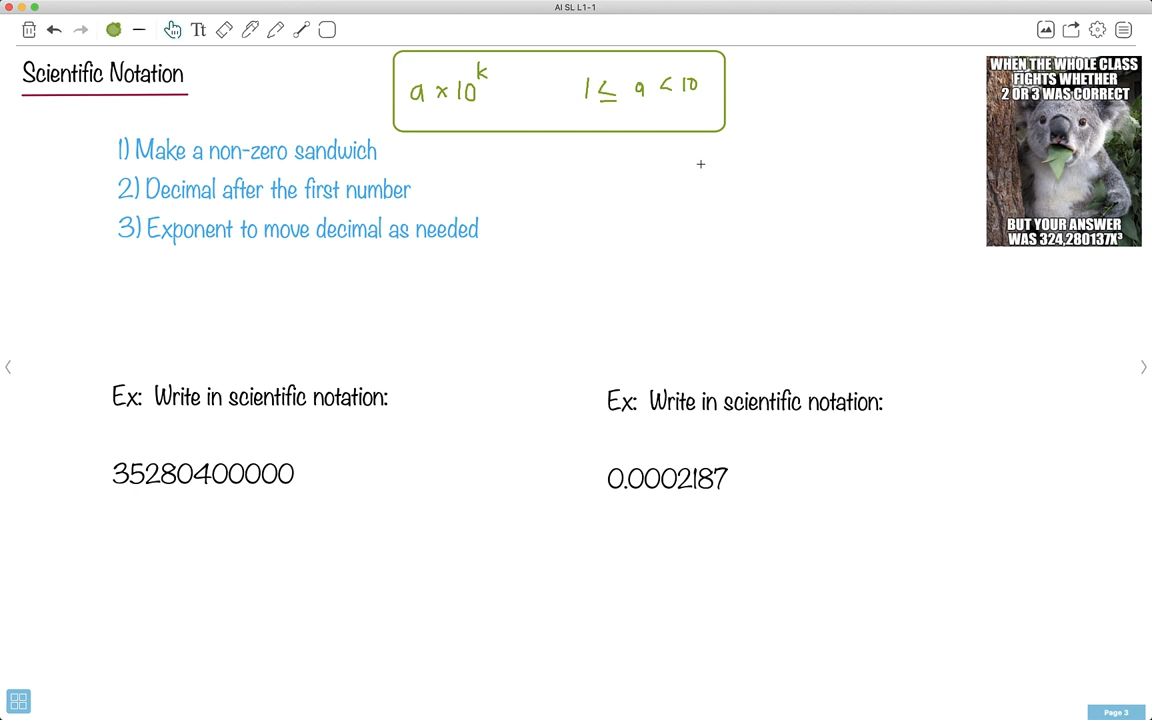 AI SL L1-1
Tt
Scientific Notation
a × 10^k 1 ≤ a < 10
1) Make a non-zero sandwich
2) Decimal after the first number
3) Exponent to move decimal as needed
WHEN THE WHOLE CLASS
FIGHTS WHETHER
2 OR 3 WAS CORRECT
BUT YOUR ANSWER
WAS 324,280137X³
Ex: Write in scientific notation:
35280400000
Ex: Write in scientific notation:
0.0002187
Page 3